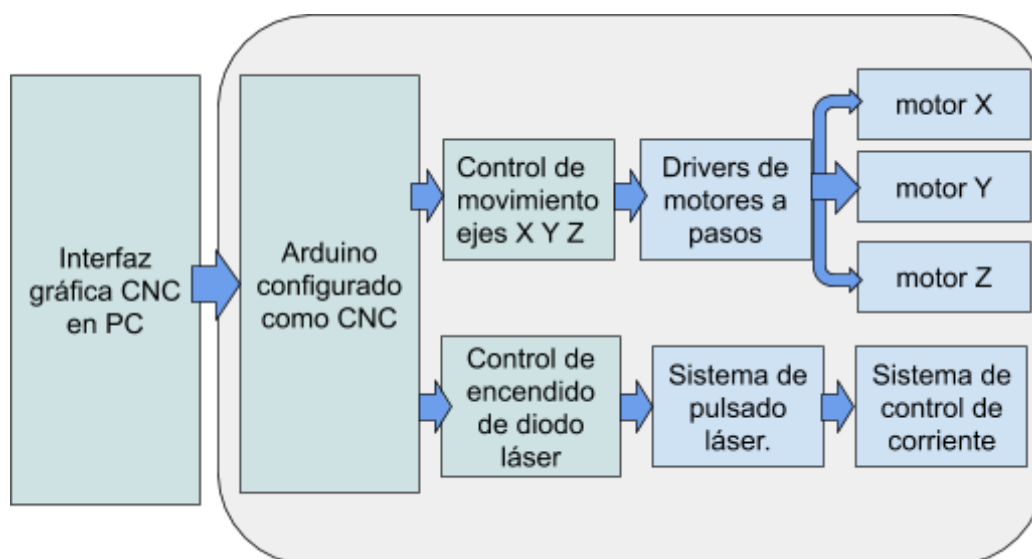 Interfaz
gráfica CNC
en PC
Arduino
configurado
como CNC
Control de
movimiento
ejes X Y Z
Drivers de
motores a
pasos
motor X
motor Y
motor Z
Control de
encendido
de diodo
láser
Sistema de
pulsado
láser.
Sistema de
control de
corriente